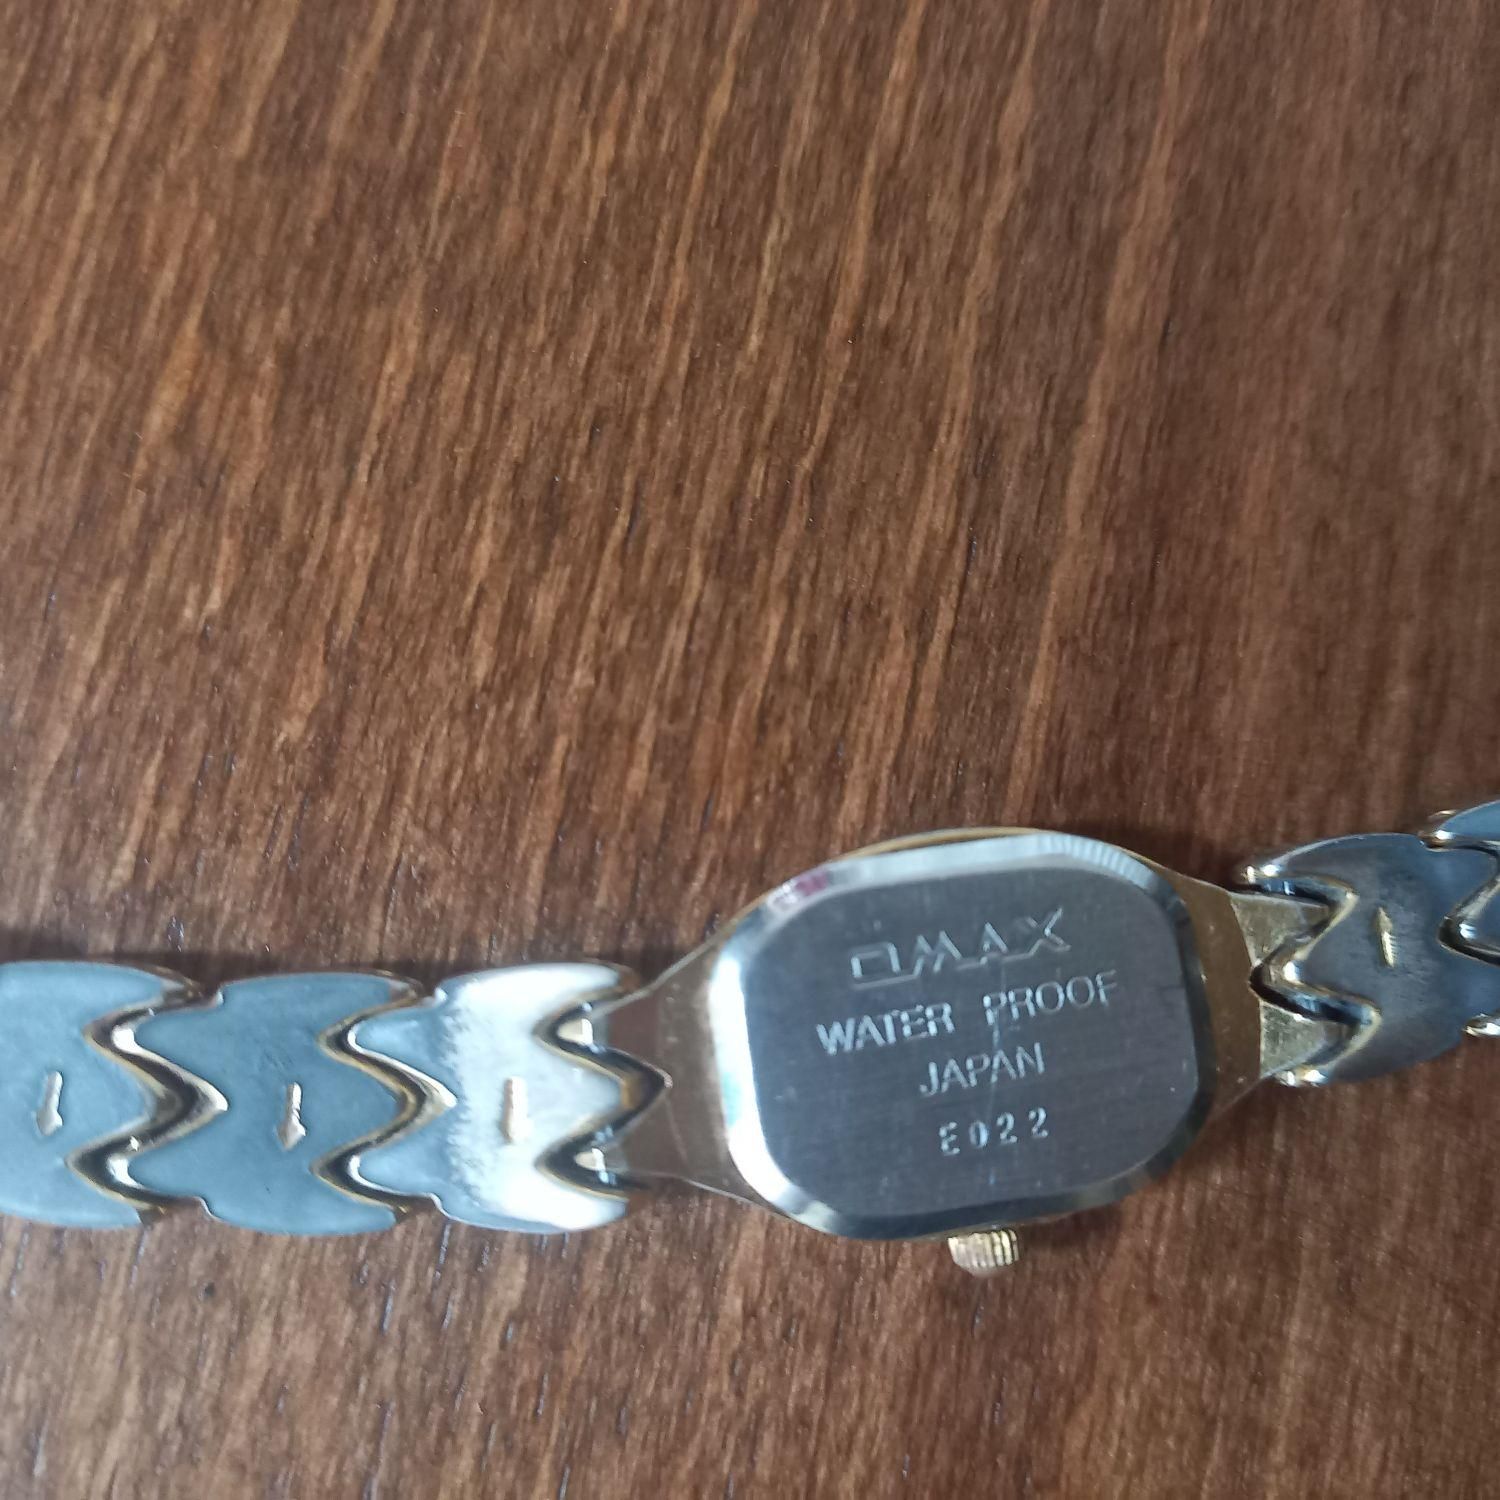 OMAX
WATER PROOF
JAPAN
E022